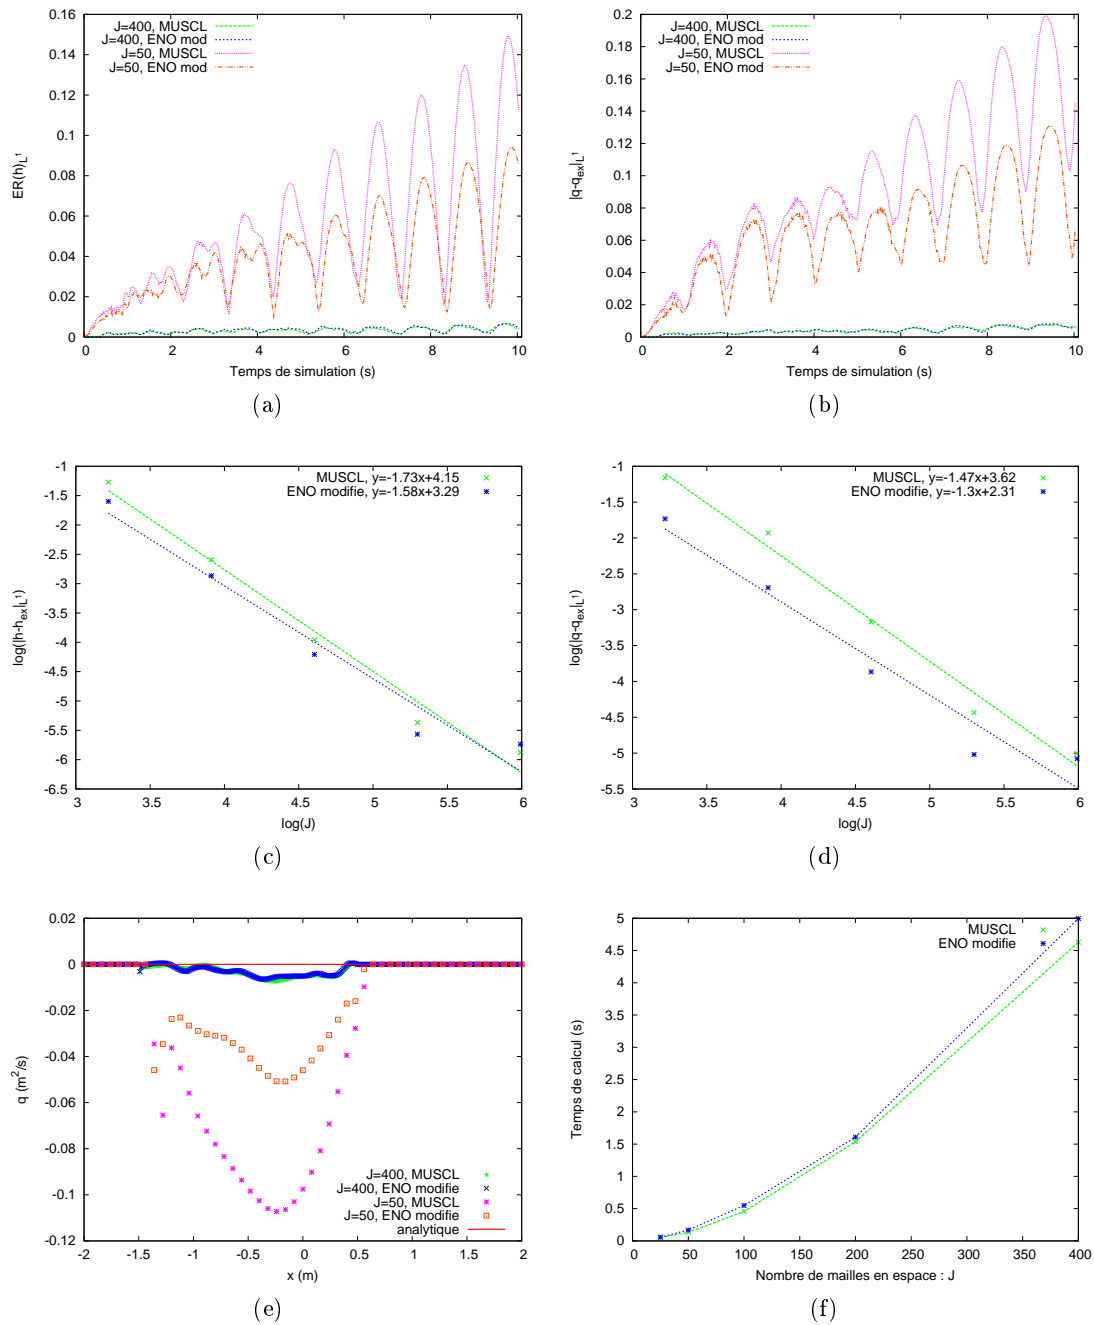 J=400, MUSCL
J=400, ENO mod
J=50, MUSCL
J=50, ENO mod
ER(h)L1
0.16
0.14
0.12
0.1
0.08
0.06
0.04
0.02
0
0 2 4 6 8 10
Temps de simulation (s)
(a)
J=400, MUSCL
J=400, ENO mod
J=50, MUSCL
J=50, ENO mod
|q-qex|L1
0.2
0.18
0.16
0.14
0.12
0.1
0.08
0.06
0.04
0.02
0
0 2 4 6 8 10
Temps de simulation (s)
(b)
MUSCL, y=-1.73x+4.15
ENO modifie, y=-1.58x+3.29
log(|h-hex|L1)
-1
-1.5
-2
-2.5
-3
-3.5
-4
-4.5
-5
-5.5
-6
-6.5
3 3.5 4 4.5 5 5.5 6
log(J)
(c)
MUSCL, y=-1.47x+3.62
ENO modifie, y=-1.3x+2.31
log(|q-qex|L1)
-1
-1.5
-2
-2.5
-3
-3.5
-4
-4.5
-5
-5.5
3 3.5 4 4.5 5 5.5 6
log(J)
(d)
q (m2/s)
0.02
0
-0.02
-0.04
-0.06
-0.08
-0.1
-0.12
J=400, MUSCL
J=400, ENO modifie
J=50, MUSCL
J=50, ENO modifie
analytique
-2 -1.5 -1 -0.5 0 0.5 1 1.5 2
x (m)
(e)
MUSCL
ENO modifie
Temps de calcul (s)
5
4.5
4
3.5
3
2.5
2
1.5
1
0.5
0
0 50 100 150 200 250 300 350 400
Nombre de mailles en espace : J
(f)